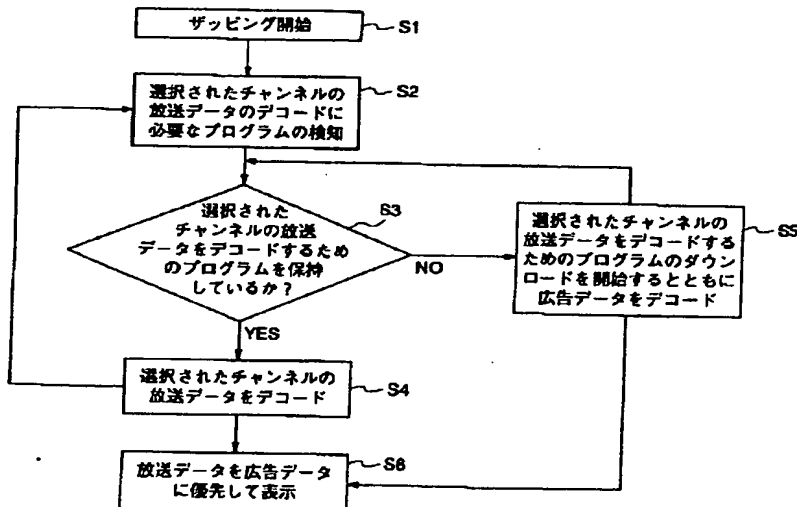 ザッピング開始
S1
選択されたチャンネルの
放送データのデコードに
必要なプログラムの検知
S2
選択された
チャンネルの放送
データをデコードするため
のプログラムを保持
しているか?
S3
NO
YES
選択されたチャンネルの
放送データをデコードする
ためのプログラムのダウン
ロードを開始するとともに
広告データをデコード
S5
選択されたチャンネルの
放送データをデコード
S4
放送データを広告データ
に優先して表示
S6